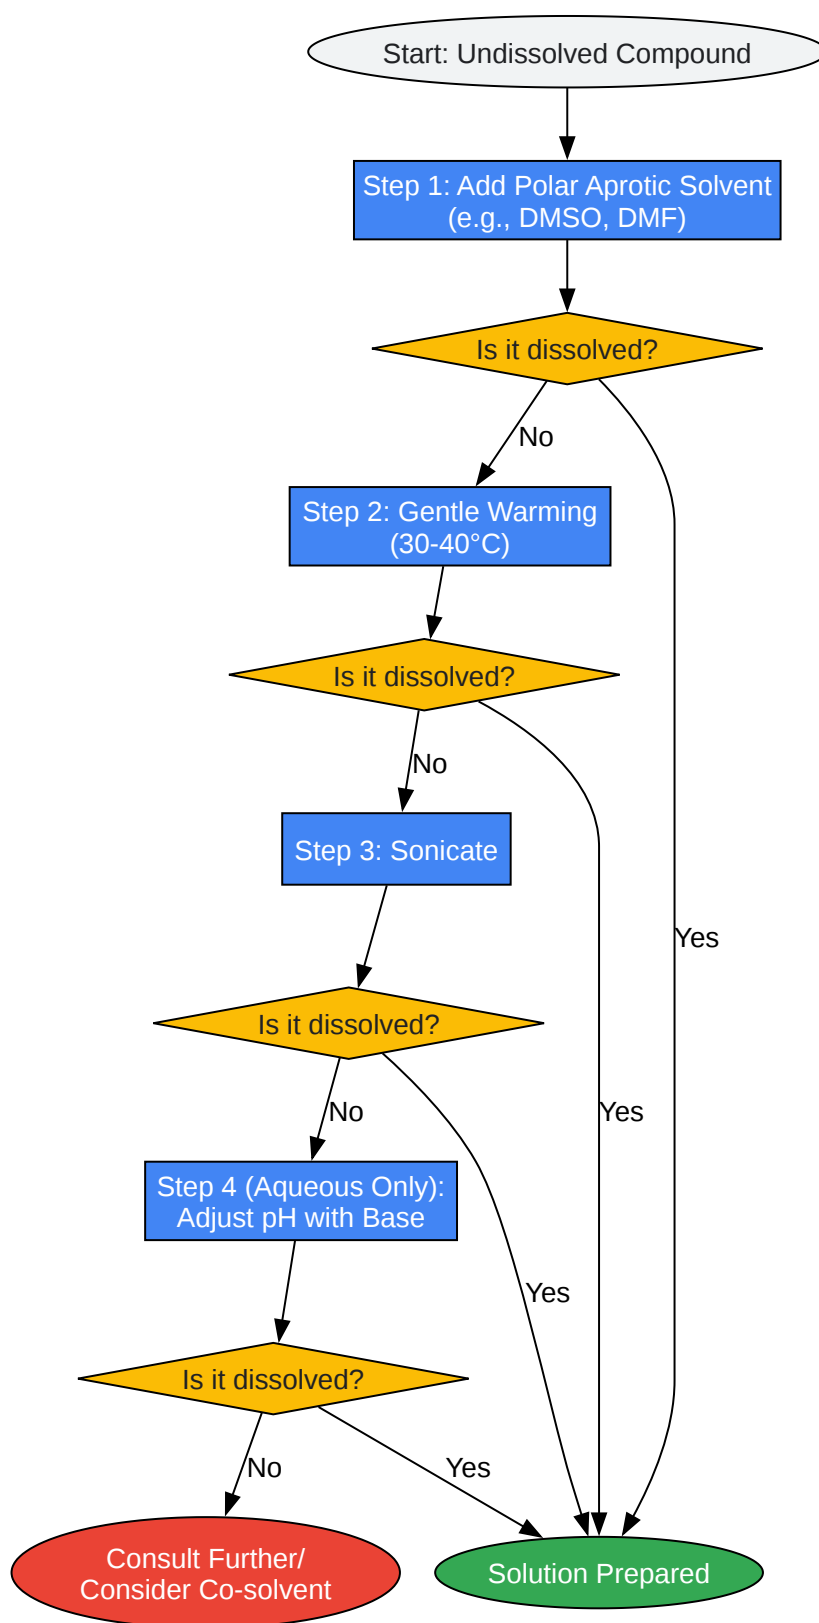 Start: Undissolved Compound
Step 1: Add Polar Aprotic Solvent
(e.g., DMSO, DMF)
Is it dissolved?
No
Step 2: Gentle Warming
(30-40°C)
Is it dissolved?
No
Step 3: Sonicate
Yes
Is it dissolved?
No
Yes
Step 4 (Aqueous Only):
Adjust pH with Base
Yes
Is it dissolved?
No
Yes
Consult Further/
Consider Co-solvent
Solution Prepared